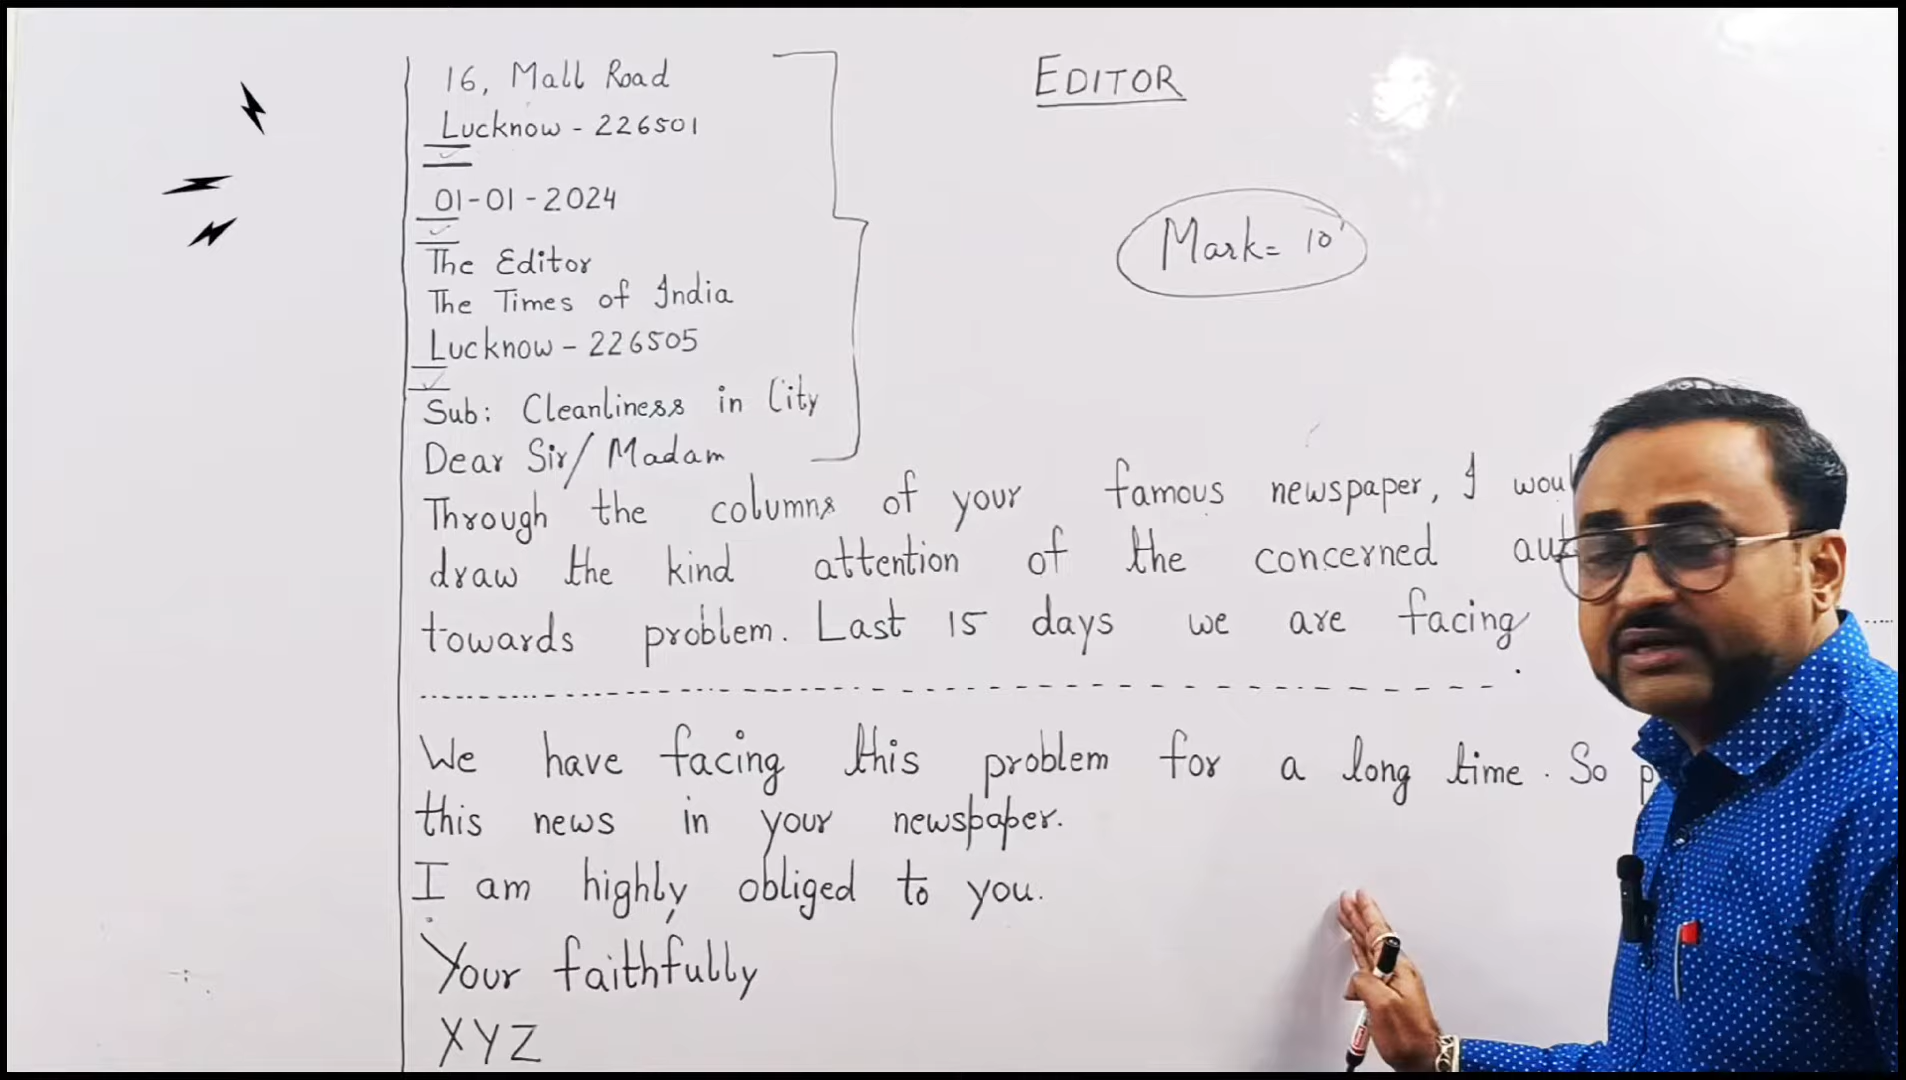 16, Mall Road
Lucknow - 226501
01-01-2024
The Editor
The Times of India
Lucknow - 226505
Sub: Cleanliness in City
Dear Sir/Madam
EDITOR
Mark = 10
Through the columns of your famous newspaper, I
draw the kind attention of the concerned
towards problem. Last 15 days we are facing .....
..............................................
We have facing this problem for a long time. So
this news in your newspaper.
I am highly obliged to you.
Your faithfully
XYZ